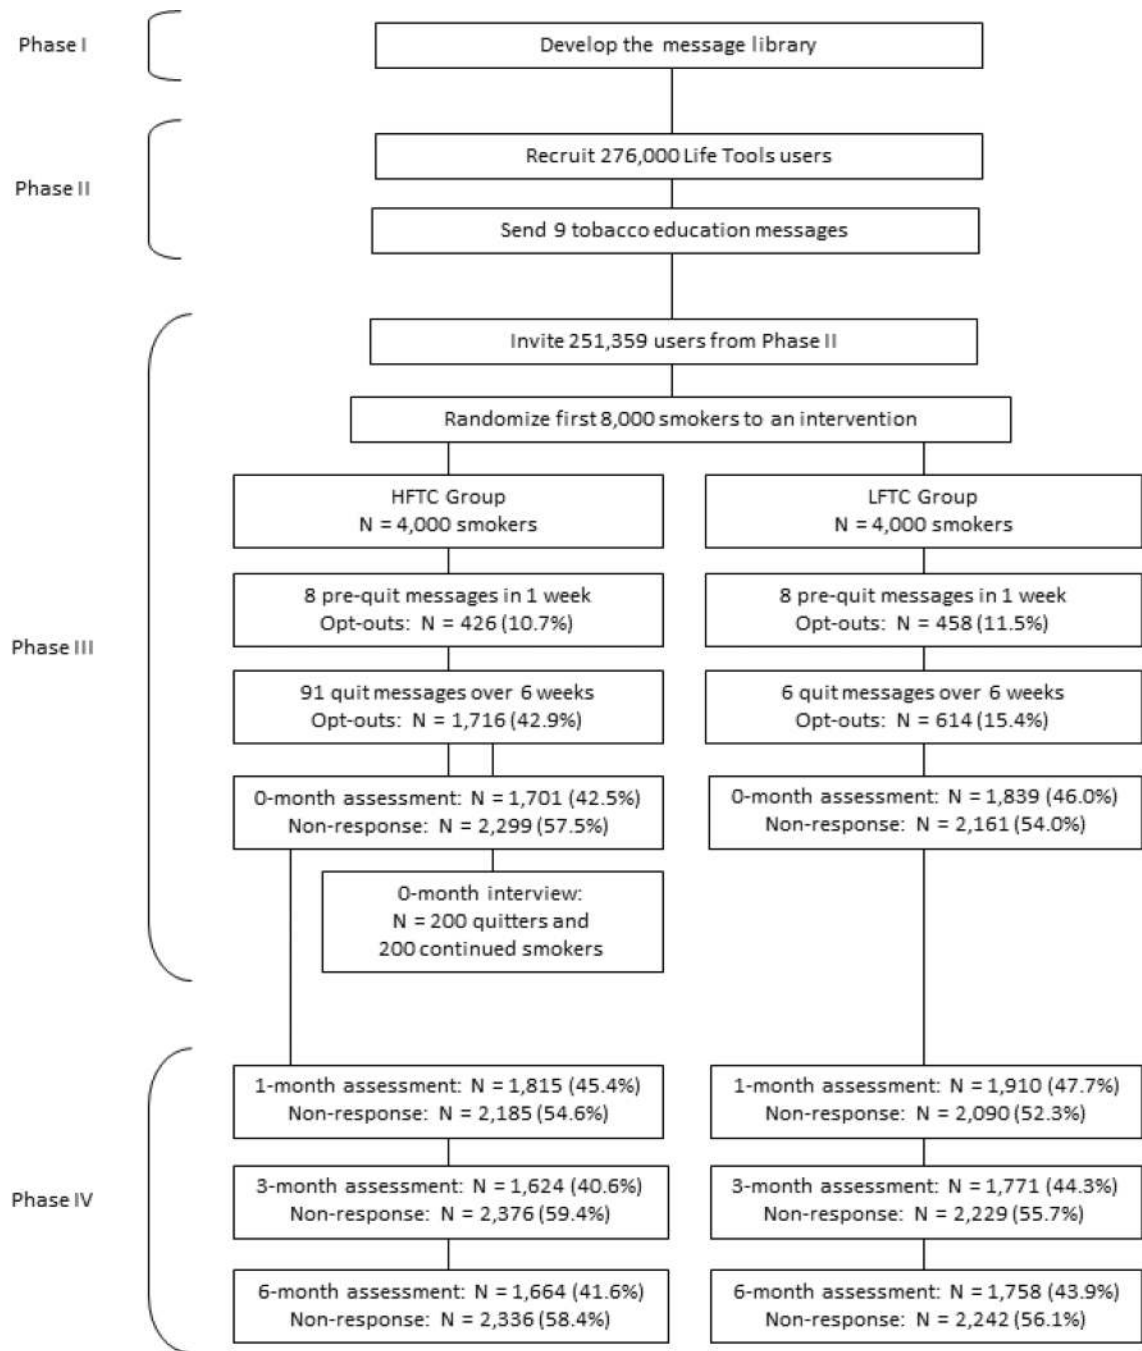 Phase I
Develop the message library
Phase II
Recruit 276,000 Life Tools users
Send 9 tobacco education messages
Phase III
Invite 251,359 users from Phase II
Randomize first 8,000 smokers to an intervention
HFTC Group
N = 4,000 smokers
LFTC Group
N = 4,000 smokers
8 pre-quit messages in 1 week
Opt-outs: N = 426 (10.7%)
8 pre-quit messages in 1 week
Opt-outs: N = 458 (11.5%)
91 quit messages over 6 weeks
Opt-outs: N = 1,716 (42.9%)
6 quit messages over 6 weeks
Opt-outs: N = 614 (15.4%)
0-month assessment: N = 1,701 (42.5%)
Non-response: N = 2,299 (57.5%)
0-month assessment: N = 1,839 (46.0%)
Non-response: N = 2,161 (54.0%)
0-month interview:
N = 200 quitters and
200 continued smokers
Phase IV
1-month assessment: N = 1,815 (45.4%)
Non-response: N = 2,185 (54.6%)
1-month assessment: N = 1,910 (47.7%)
Non-response: N = 2,090 (52.3%)
3-month assessment: N = 1,624 (40.6%)
Non-response: N = 2,376 (59.4%)
3-month assessment: N = 1,771 (44.3%)
Non-response: N = 2,229 (55.7%)
6-month assessment: N = 1,664 (41.6%)
Non-response: N = 2,336 (58.4%)
6-month assessment: N = 1,758 (43.9%)
Non-response: N = 2,242 (56.1%)